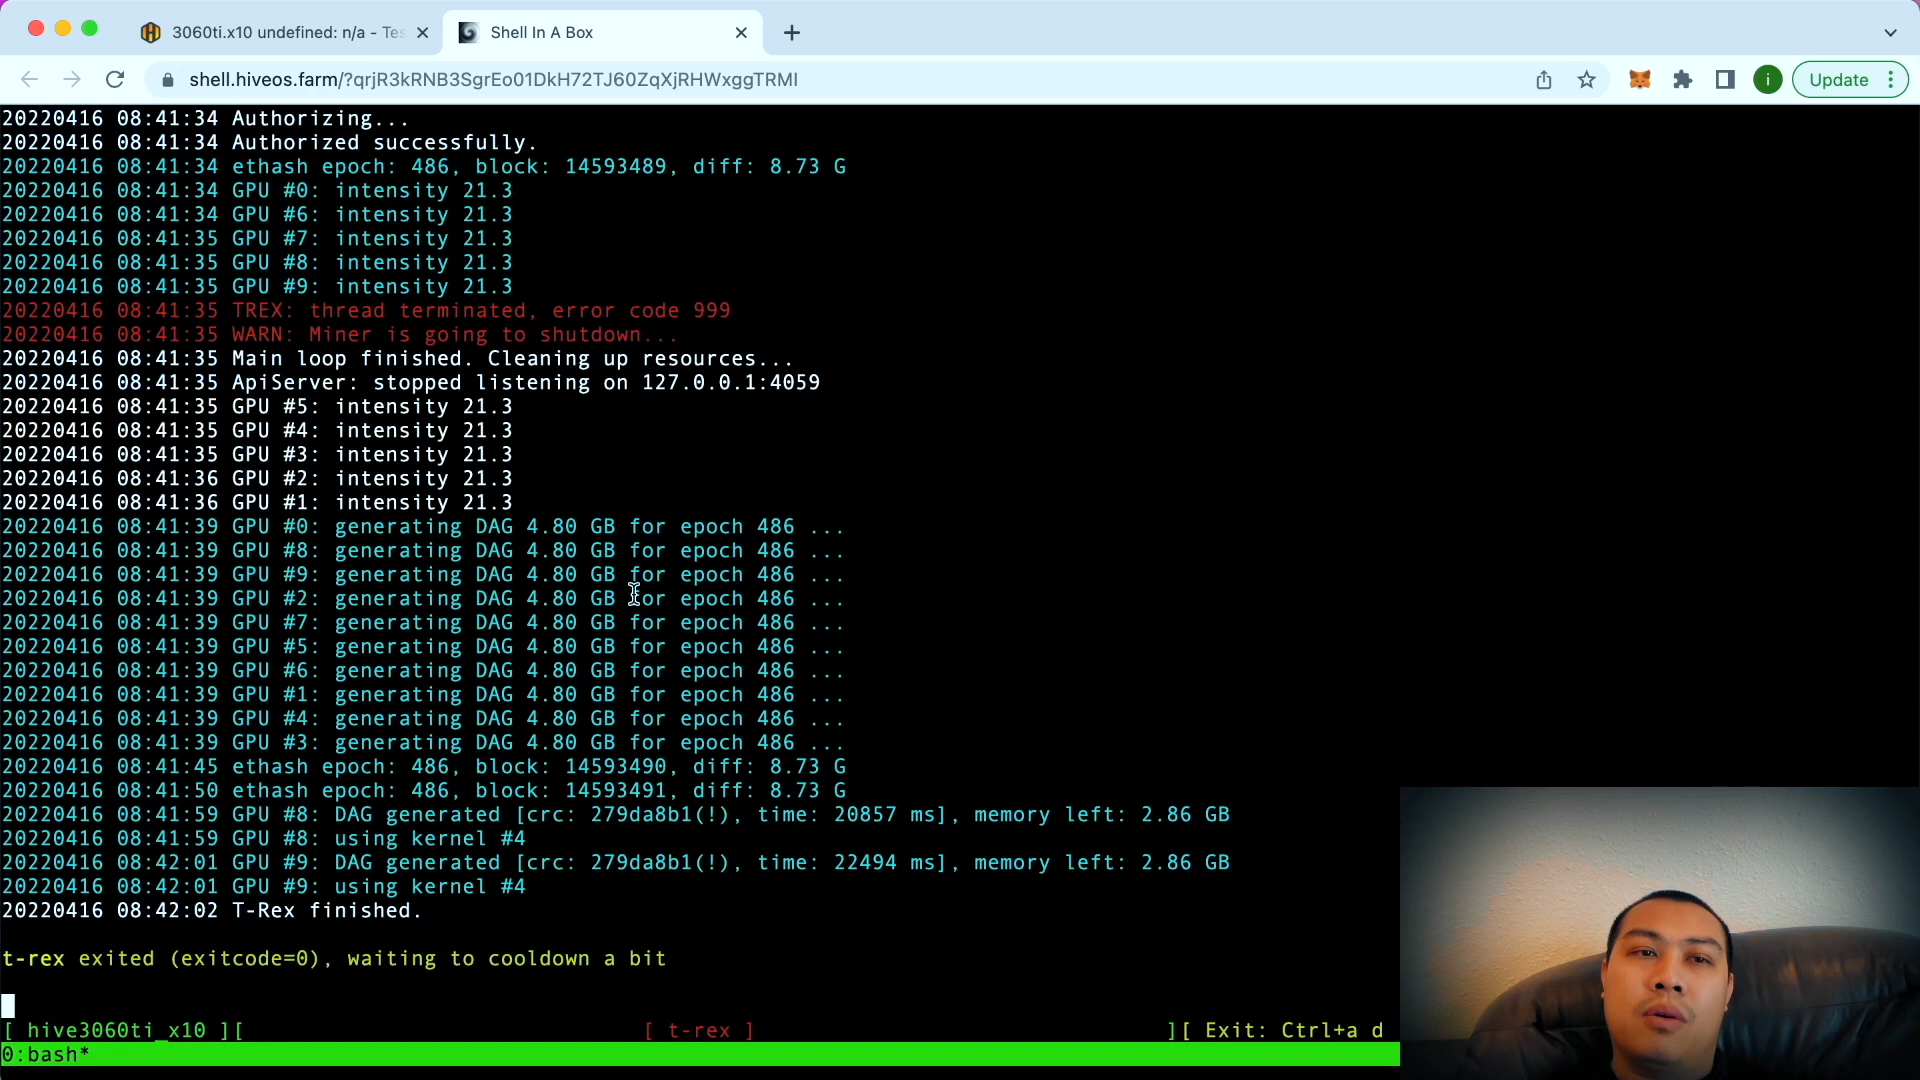 3060ti.x10 undefined: n/a - Tes
Shell In A Box
shell.hiveos.farm/?qrjR3kRNB3SgrEo01DkH72TJ60ZqXjRHWxggTRMI
i
Update
20220416 08:41:34 Authorizing...
20220416 08:41:34 Authorized successfully.
20220416 08:41:34 ethash epoch: 486, block: 14593489, diff: 8.73 G
20220416 08:41:34 GPU #0: intensity 21.3
20220416 08:41:34 GPU #6: intensity 21.3
20220416 08:41:35 GPU #7: intensity 21.3
20220416 08:41:35 GPU #8: intensity 21.3
20220416 08:41:35 GPU #9: intensity 21.3
20220416 08:41:35 TREX: thread terminated, error code 999
20220416 08:41:35 WARN: Miner is going to shutdown...
20220416 08:41:35 Main loop finished. Cleaning up resources...
20220416 08:41:35 ApiServer: stopped listening on 127.0.0.1:4059
20220416 08:41:35 GPU #5: intensity 21.3
20220416 08:41:35 GPU #4: intensity 21.3
20220416 08:41:35 GPU #3: intensity 21.3
20220416 08:41:36 GPU #2: intensity 21.3
20220416 08:41:36 GPU #1: intensity 21.3
20220416 08:41:39 GPU #0: generating DAG 4.80 GB for epoch 486 ...
20220416 08:41:39 GPU #8: generating DAG 4.80 GB for epoch 486 ...
20220416 08:41:39 GPU #9: generating DAG 4.80 GB for epoch 486 ...
20220416 08:41:39 GPU #2: generating DAG 4.80 GB for epoch 486 ...
20220416 08:41:39 GPU #7: generating DAG 4.80 GB for epoch 486 ...
20220416 08:41:39 GPU #5: generating DAG 4.80 GB for epoch 486 ...
20220416 08:41:39 GPU #6: generating DAG 4.80 GB for epoch 486 ...
20220416 08:41:39 GPU #1: generating DAG 4.80 GB for epoch 486 ...
20220416 08:41:39 GPU #4: generating DAG 4.80 GB for epoch 486 ...
20220416 08:41:39 GPU #3: generating DAG 4.80 GB for epoch 486 ...
20220416 08:41:45 ethash epoch: 486, block: 14593490, diff: 8.73 G
20220416 08:41:50 ethash epoch: 486, block: 14593491, diff: 8.73 G
20220416 08:41:59 GPU #8: DAG generated [crc: 279da8b1(!), time: 20857 ms], memory left: 2.86 GB
20220416 08:41:59 GPU #8: using kernel #4
20220416 08:42:01 GPU #9: DAG generated [crc: 279da8b1(!), time: 22494 ms], memory left: 2.86 GB
20220416 08:42:01 GPU #9: using kernel #4
20220416 08:42:02 T-Rex finished.
t-rex exited (exitcode=0), waiting to cooldown a bit
[ hive3060ti_x10 ][ [ t-rex ] ][ Exit: Ctrl+a d
0:bash*